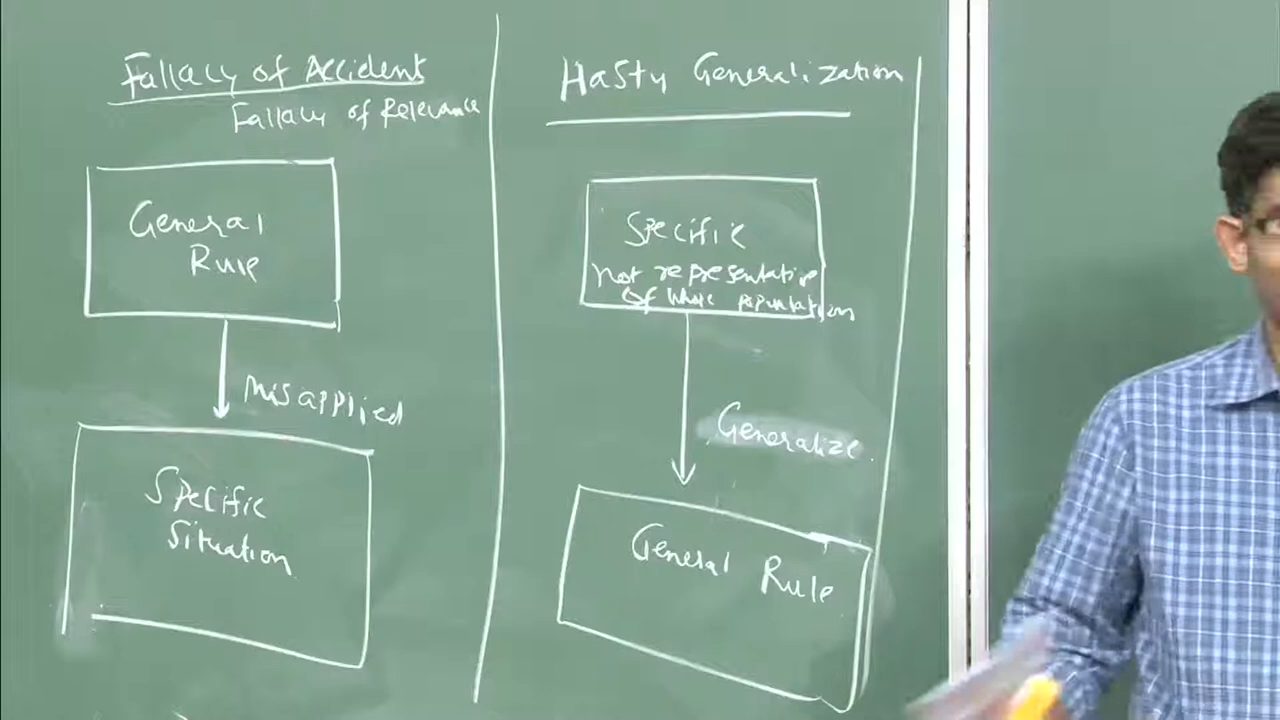 Fallacy of Accident
Fallacy of Relevance
General
Rule
Misapplied
Specific
Situation
Hasty Generalization
Specific
Not representative
of whole population
Generalize
General Rule